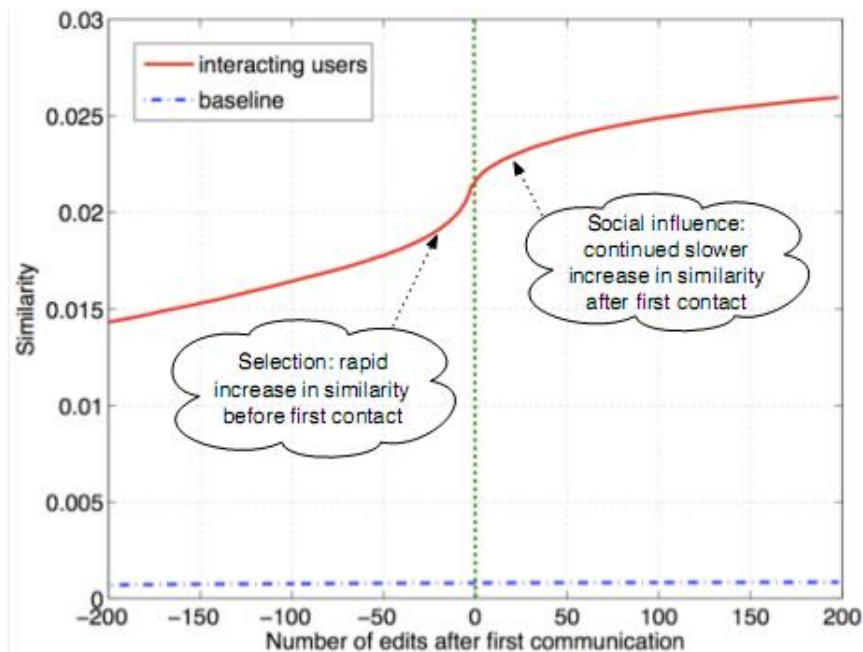 0.03
interacting users
baseline
0.025
0.02
0.015
0.01
0.005
0
Similarity
Social influence:
continued slower
increase in similarity
after first contact
Selection: rapid
increase in similarity
before first contact
−200 −150 −100 −50 0 50 100 150 200
Number of edits after first communication